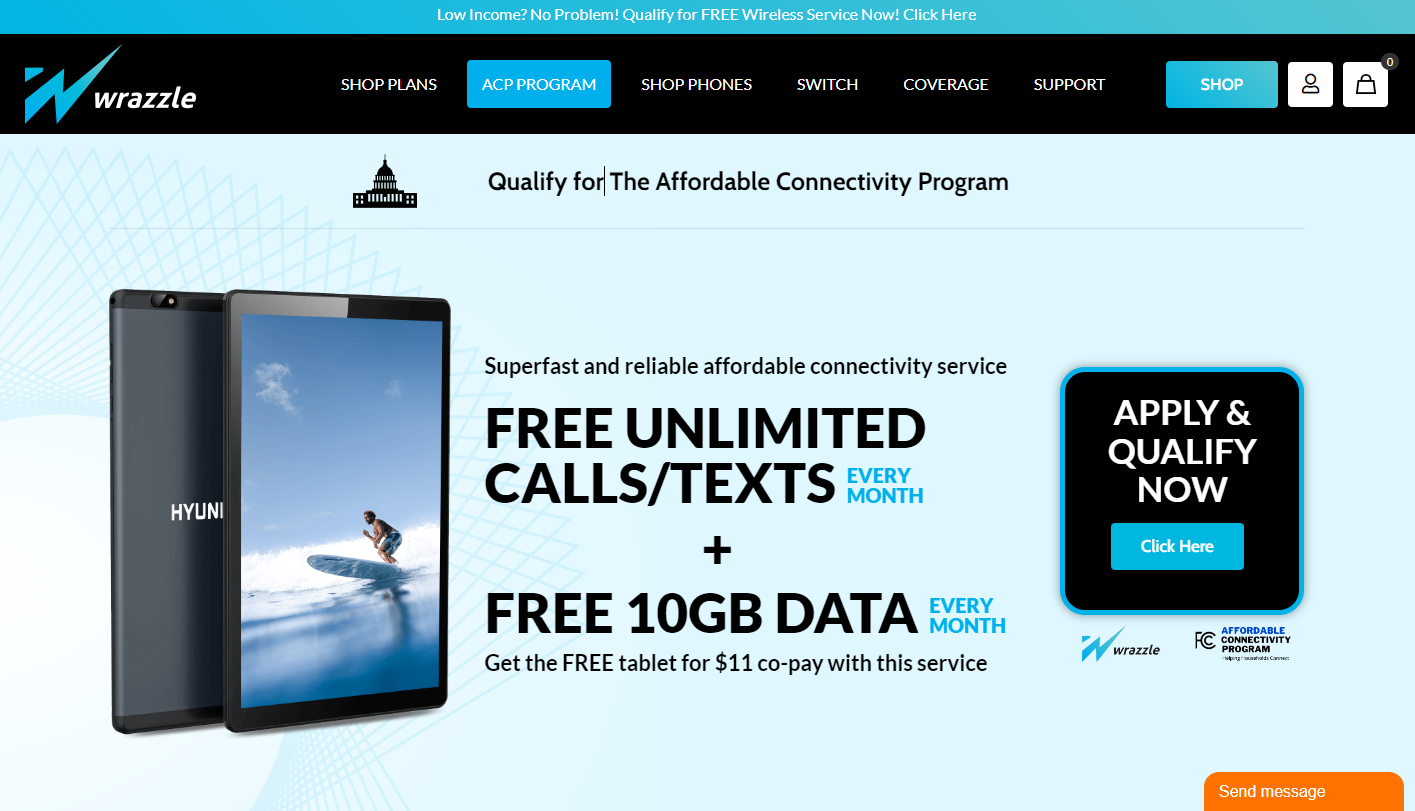 Low Income? No Problem! Qualify for FREE Wireless Service Now! Click Here
wrazzle
SHOP PLANS
ACP PROGRAM
SHOP PHONES
SWITCH
COVERAGE
SUPPORT
SHOP
0
Qualify for The Affordable Connectivity Program
HYUN
Superfast and reliable affordable connectivity service
FREE UNLIMITED
CALLS/TEXTS EVERY
MONTH
+
FREE 10GB DATA EVERY
MONTH
Get the FREE tablet for $11 co-pay with this service
APPLY &
QUALIFY
NOW
Click Here
wrazzle
FCC AFFORDABLE
CONNECTIVITY
PROGRAM
Helping Households Connect
Send message